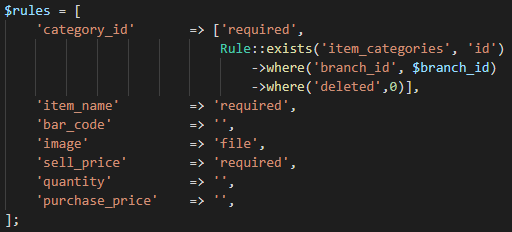 $rules = [
'category_id' => ['required',
Rule::exists('item_categories', 'id')
->where('branch_id', $branch_id)
->where('deleted',0)],
'item_name' => 'required',
'bar_code' => '',
'image' => 'file',
'sell_price' => 'required',
'quantity' => '',
'purchase_price' => '',
];